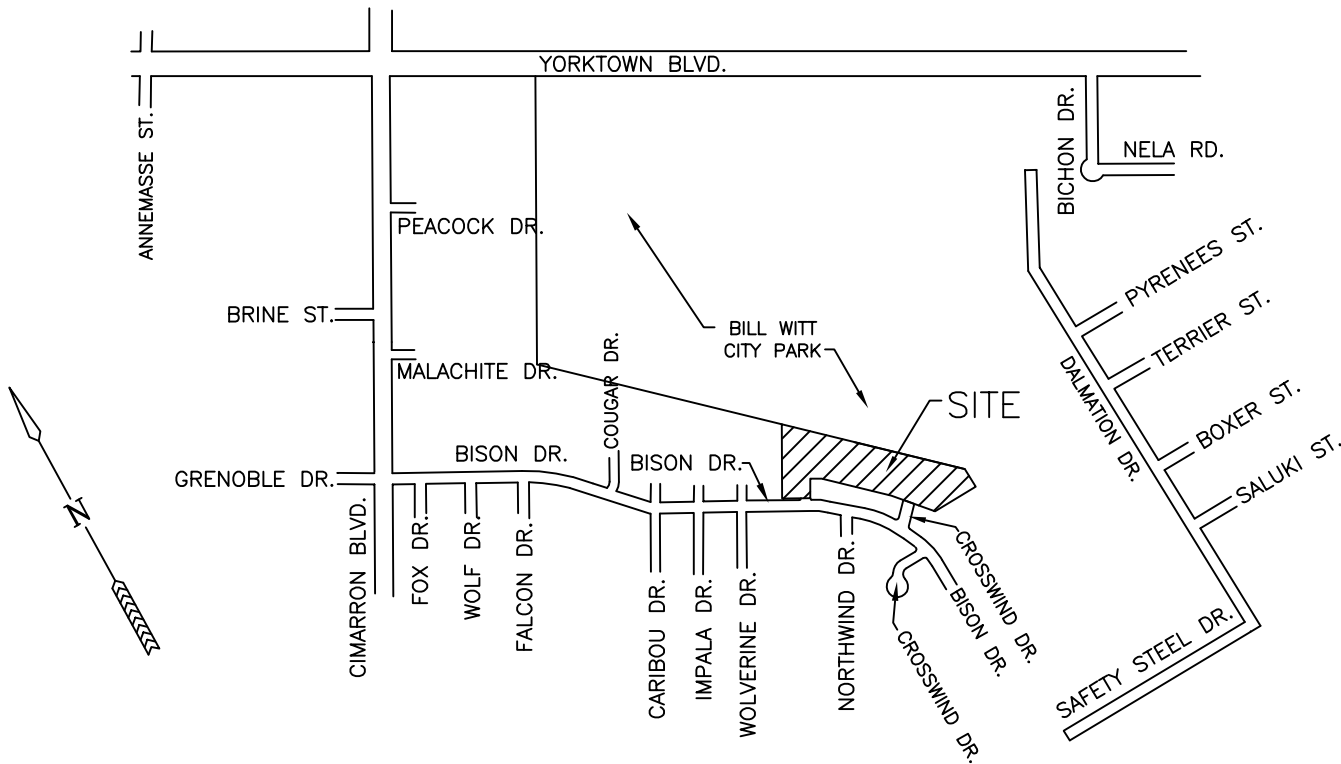 YORKTOWN BLVD.
ANNEMASSE ST.
BICHON DR.
NELA RD.
PEACOCK DR.
PYRENEES ST.
BRINE ST.
TERRIER ST.
BILL WITT
CITY PARK
MALACHITE DR.
COUGAR DR.
DALMATION DR.
BOXER ST.
SITE
SALUKI ST.
GRENOBLE DR.
BISON DR.
BISON DR.
N
CIMARRON BLVD.
FOX DR.
WOLF DR.
FALCON DR.
CARIBOU DR.
IMPALA DR.
WOLVERINE DR.
NORTHWIND DR.
CROSSWIND DR.
BISON DR.
CROSSWIND DR.
SAFETY STEEL DR.